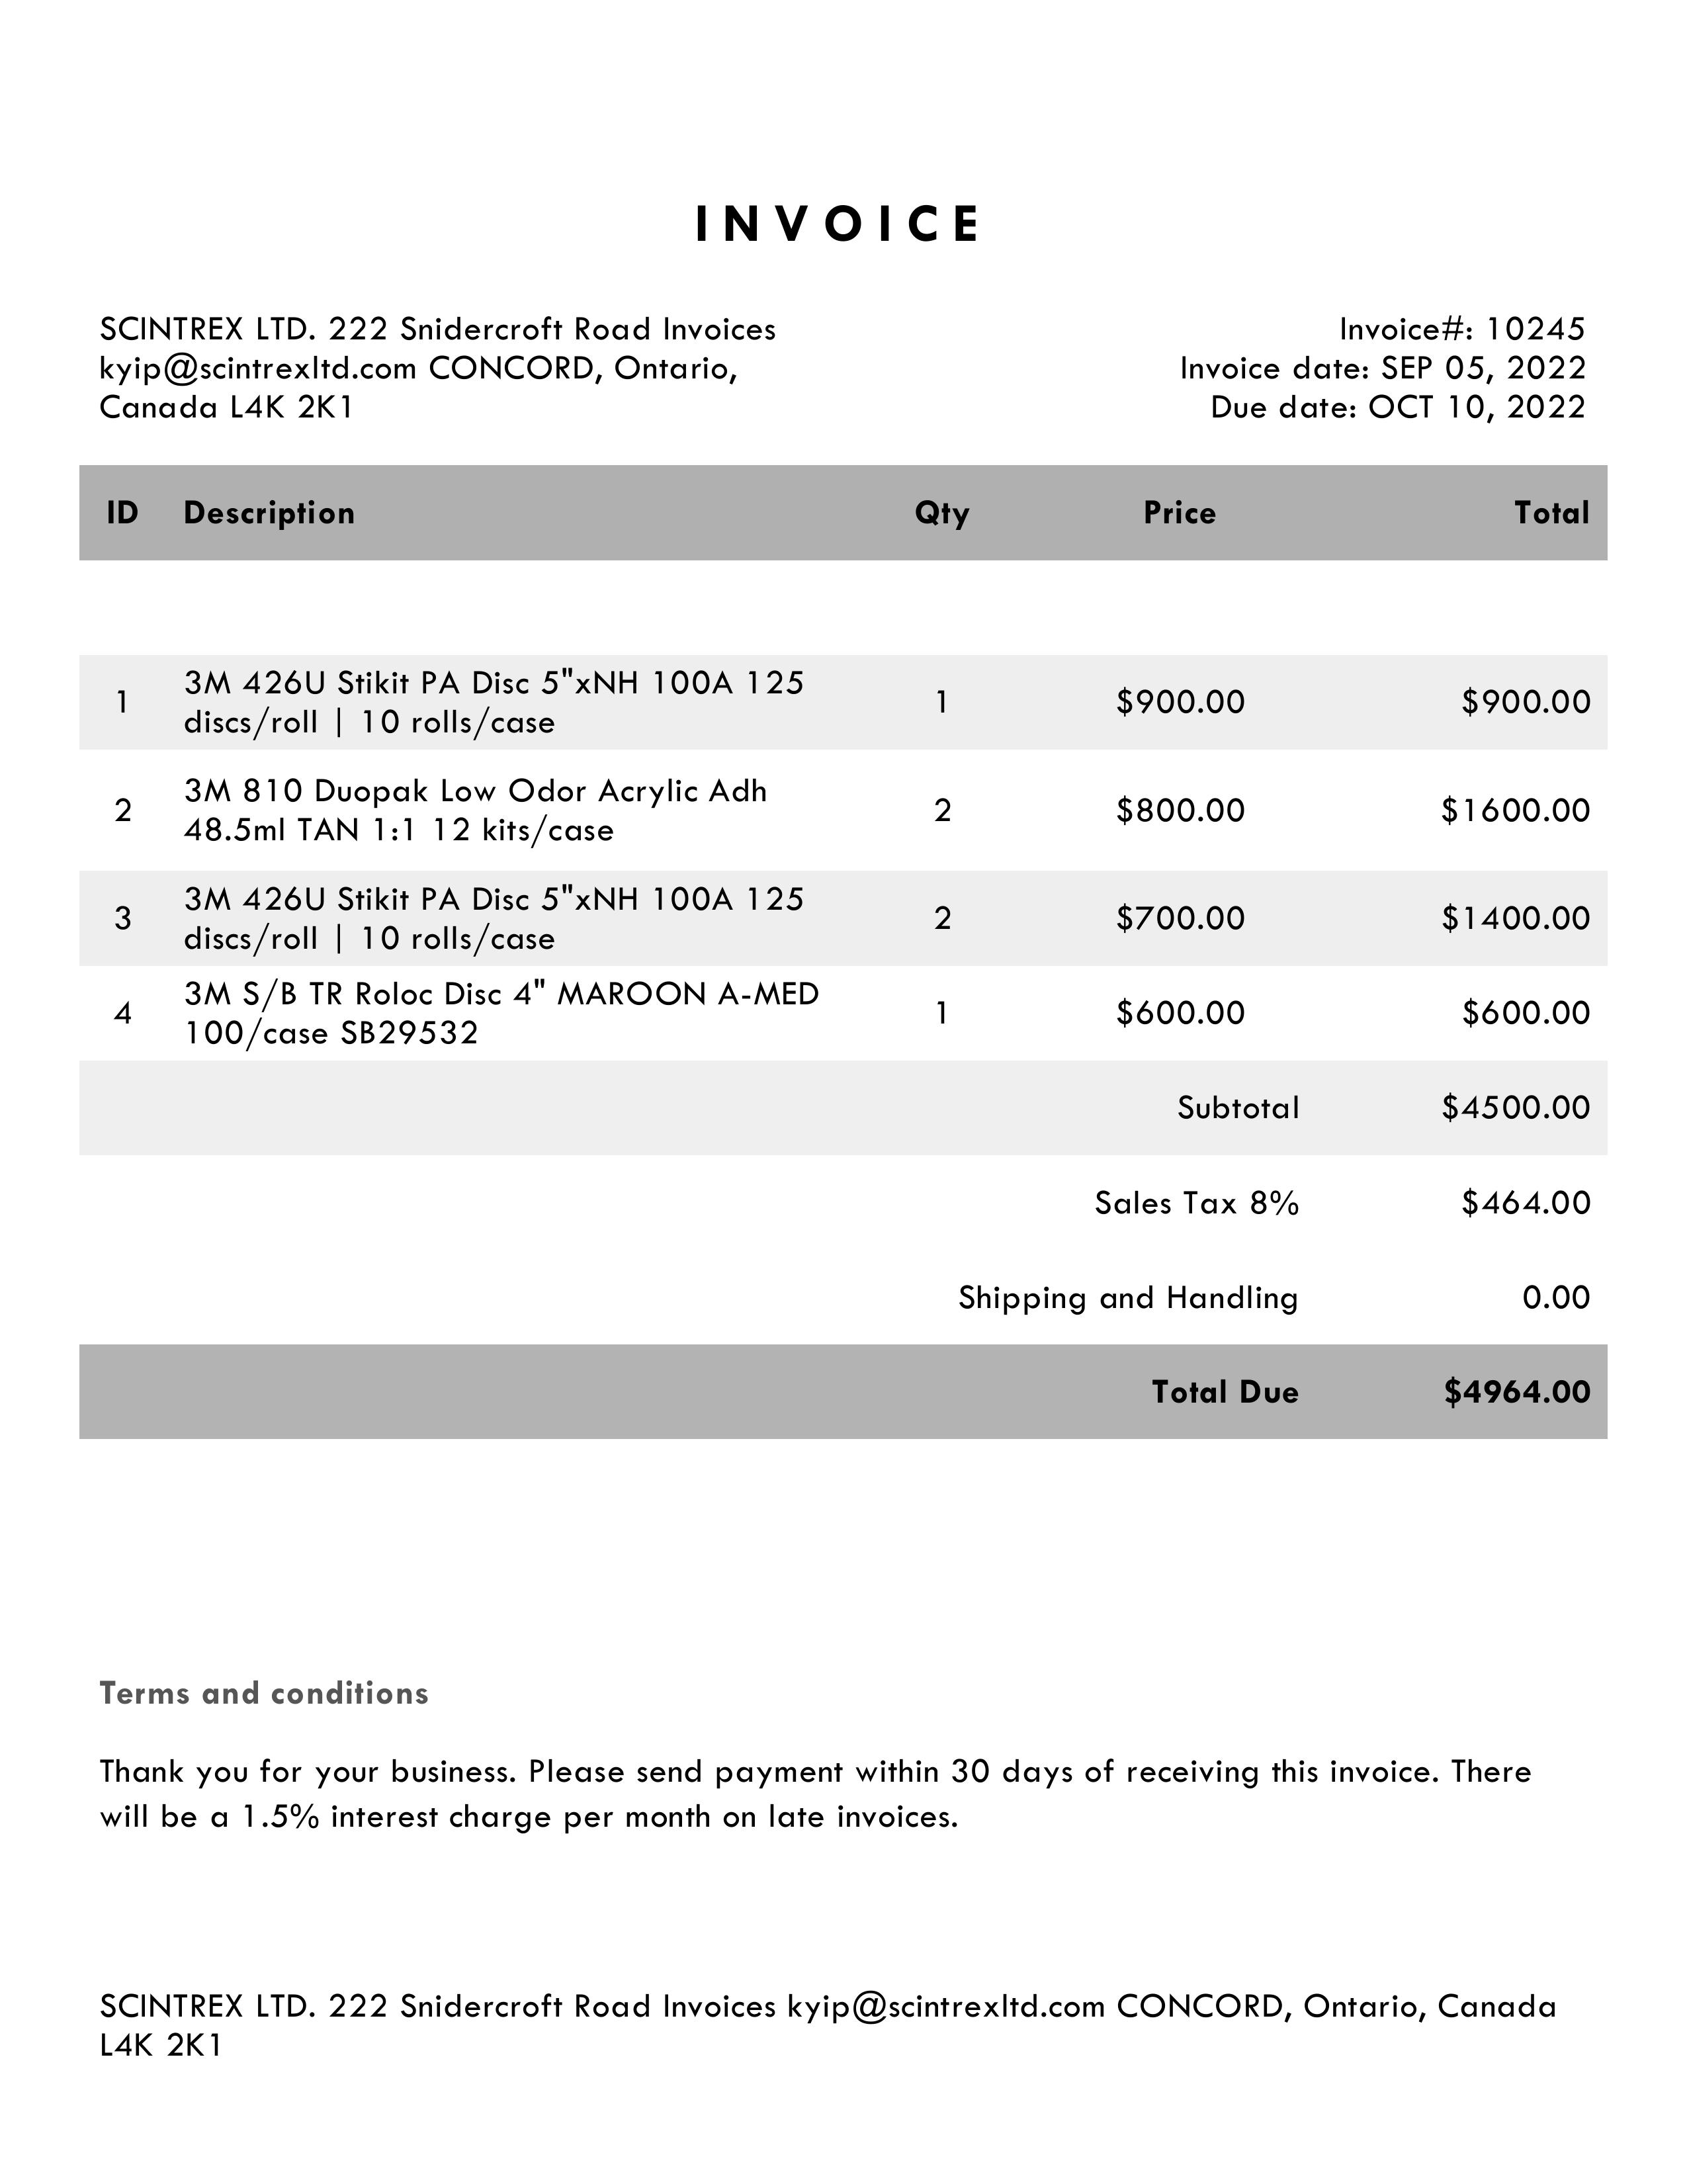 INVOICE
SCINTREX LTD. 222 Snidercroft Road Invoices
kyip@scintrexltd.com CONCORD, Ontario,
Canada L4K 2K1
Invoice#: 10245
Invoice date: SEP 05, 2022
Due date: OCT 10, 2022
ID Description Qty Price Total
1 3M 426U Stikit PA Disc 5"xNH 100A 125
discs/roll | 10 rolls/case 1 $900.00 $900.00
2 3M 810 Duopak Low Odor Acrylic Adh
48.5ml TAN 1:1 12 kits/case 2 $800.00 $1600.00
3 3M 426U Stikit PA Disc 5"xNH 100A 125
discs/roll | 10 rolls/case 2 $700.00 $1400.00
4 3M S/B TR Roloc Disc 4" MAROON A-MED
100/case SB29532 1 $600.00 $600.00
Subtotal $4500.00
Sales Tax 8% $464.00
Shipping and Handling 0.00
Total Due $4964.00
Terms and conditions
Thank you for your business. Please send payment within 30 days of receiving this invoice. There
will be a 1.5% interest charge per month on late invoices.
SCINTREX LTD. 222 Snidercroft Road Invoices kyip@scintrexltd.com CONCORD, Ontario, Canada
L4K 2K1